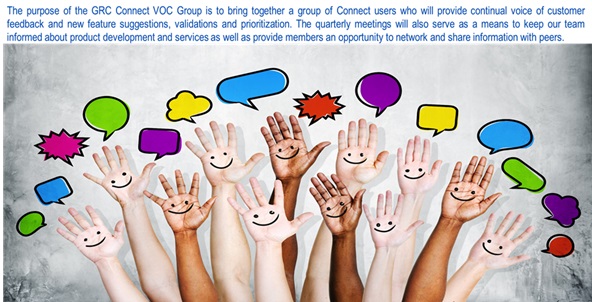 The purpose of the GRC Connect VOC Group is to bring together a group of Connect users who will provide continual voice of customer
feedback and new feature suggestions, validations and prioritization. The quarterly meetings will also serve as a means to keep our team
informed about product development and services as well as provide members an opportunity to network and share information with peers.